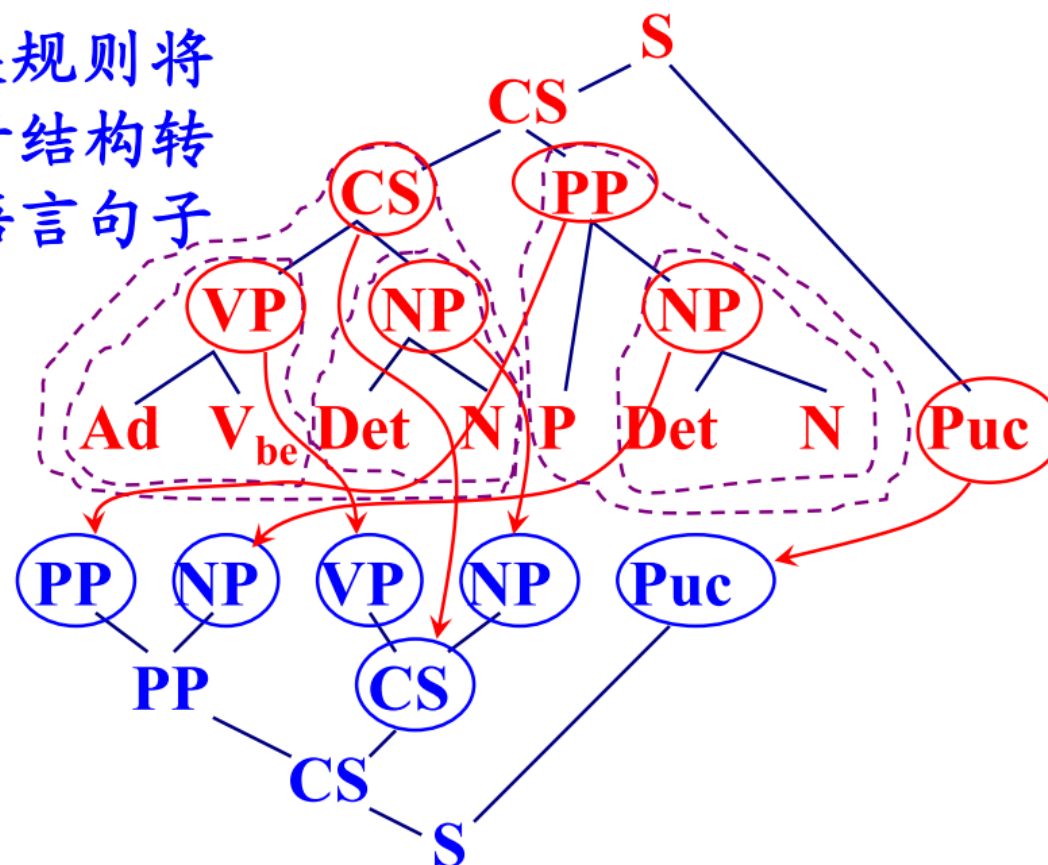 S
规则将
CS
结构转
CS PP
言句子
VP NP NP
Ad V be Det N P Det N Puc
PP NP VP NP Puc
PP CS
CS
S